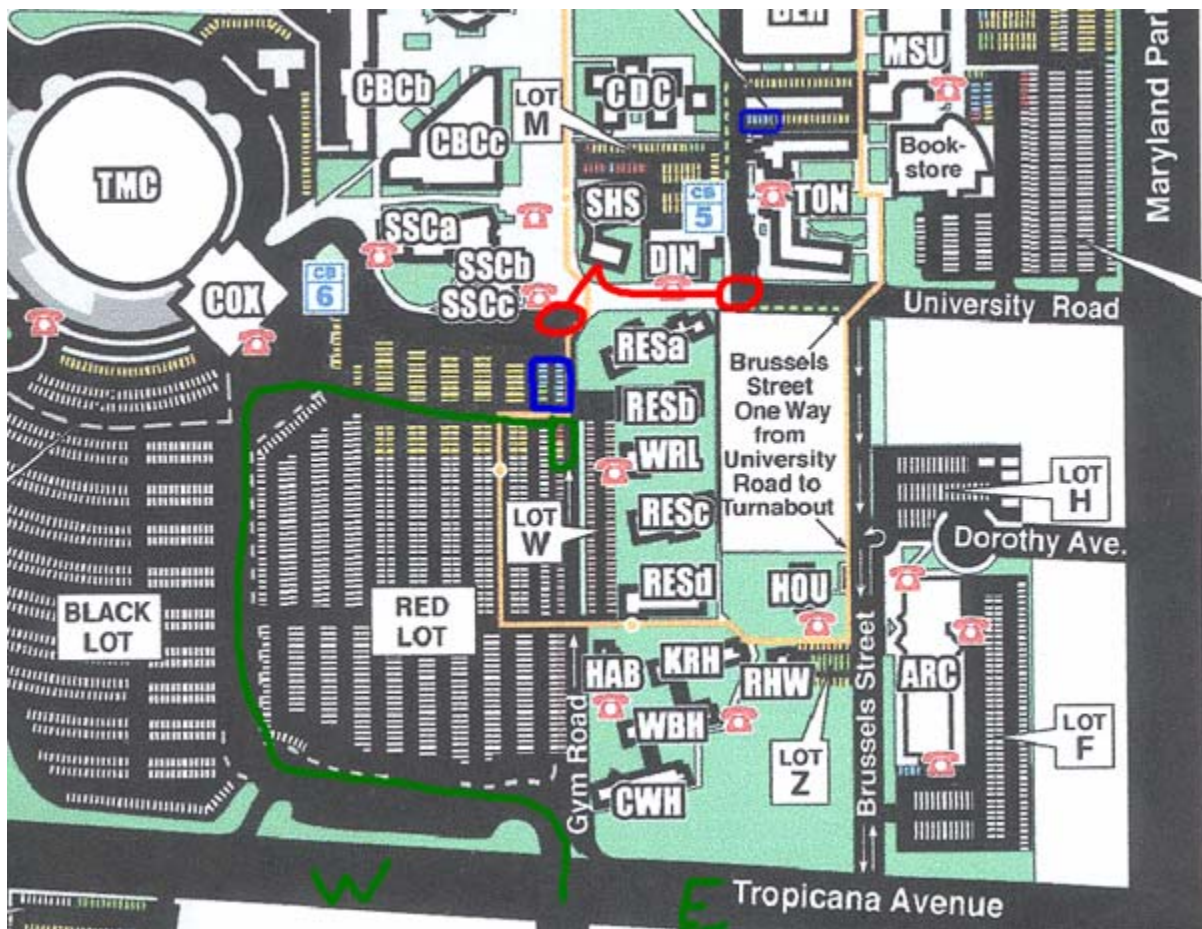 BEH
MSU
Maryland Par
CBCb
LOT
M
CDC
CBCc
Book-
store
TMC
SHS
CB
5
TON
SSCa
SSCb
SSCc
DIN
COX
CB
6
University Road
RESa
Brussels
Street
One Way
from
University
Road to
Turnabout
RESb
WRL
LOT
H
LOT
W
RESc
Dorothy Ave.
RESd
HOU
BLACK
LOT
RED
LOT
HAB
KRH
RHW
ARC
Brussels Street
WBH
LOT
F
LOT
Z
Gym Road
CWH
W
E
Tropicana Avenue